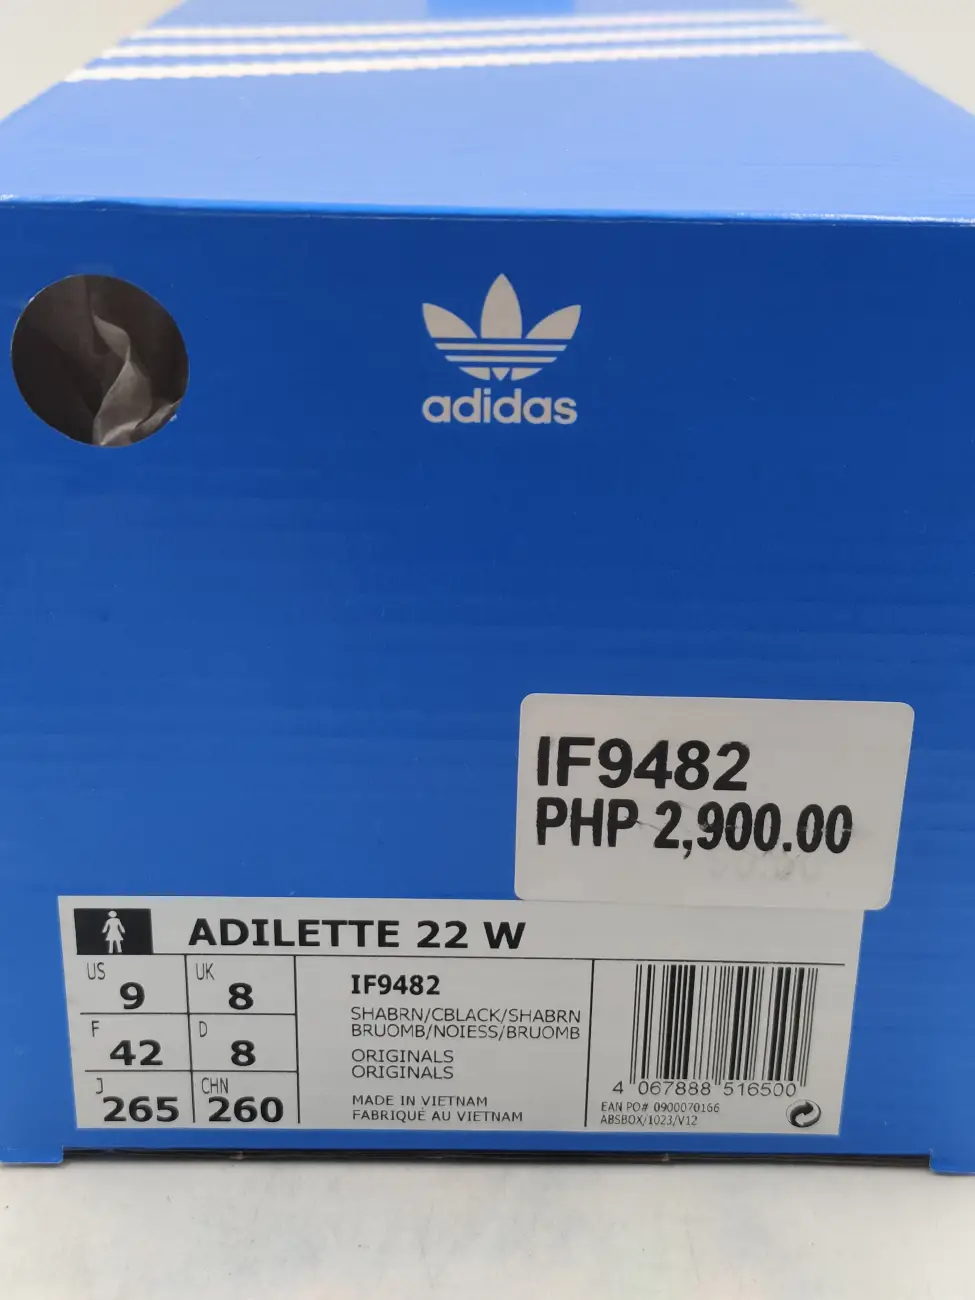 adidas
IF9482
PHP 2,900.00
ADILETTE 22 W
US 9
UK 8
F 42
D 8
J 265
CHN 260
IF9482
SHABRN/CBLACK/SHABRN
BRUOMB/NOIESS/BRUOMB
ORIGINALS
ORIGINALS
MADE IN VIETNAM
FABRIQUÉ AU VIETNAM
4 067888 516500
EAN PO# 0900070166
ABSBOX/1023/V12